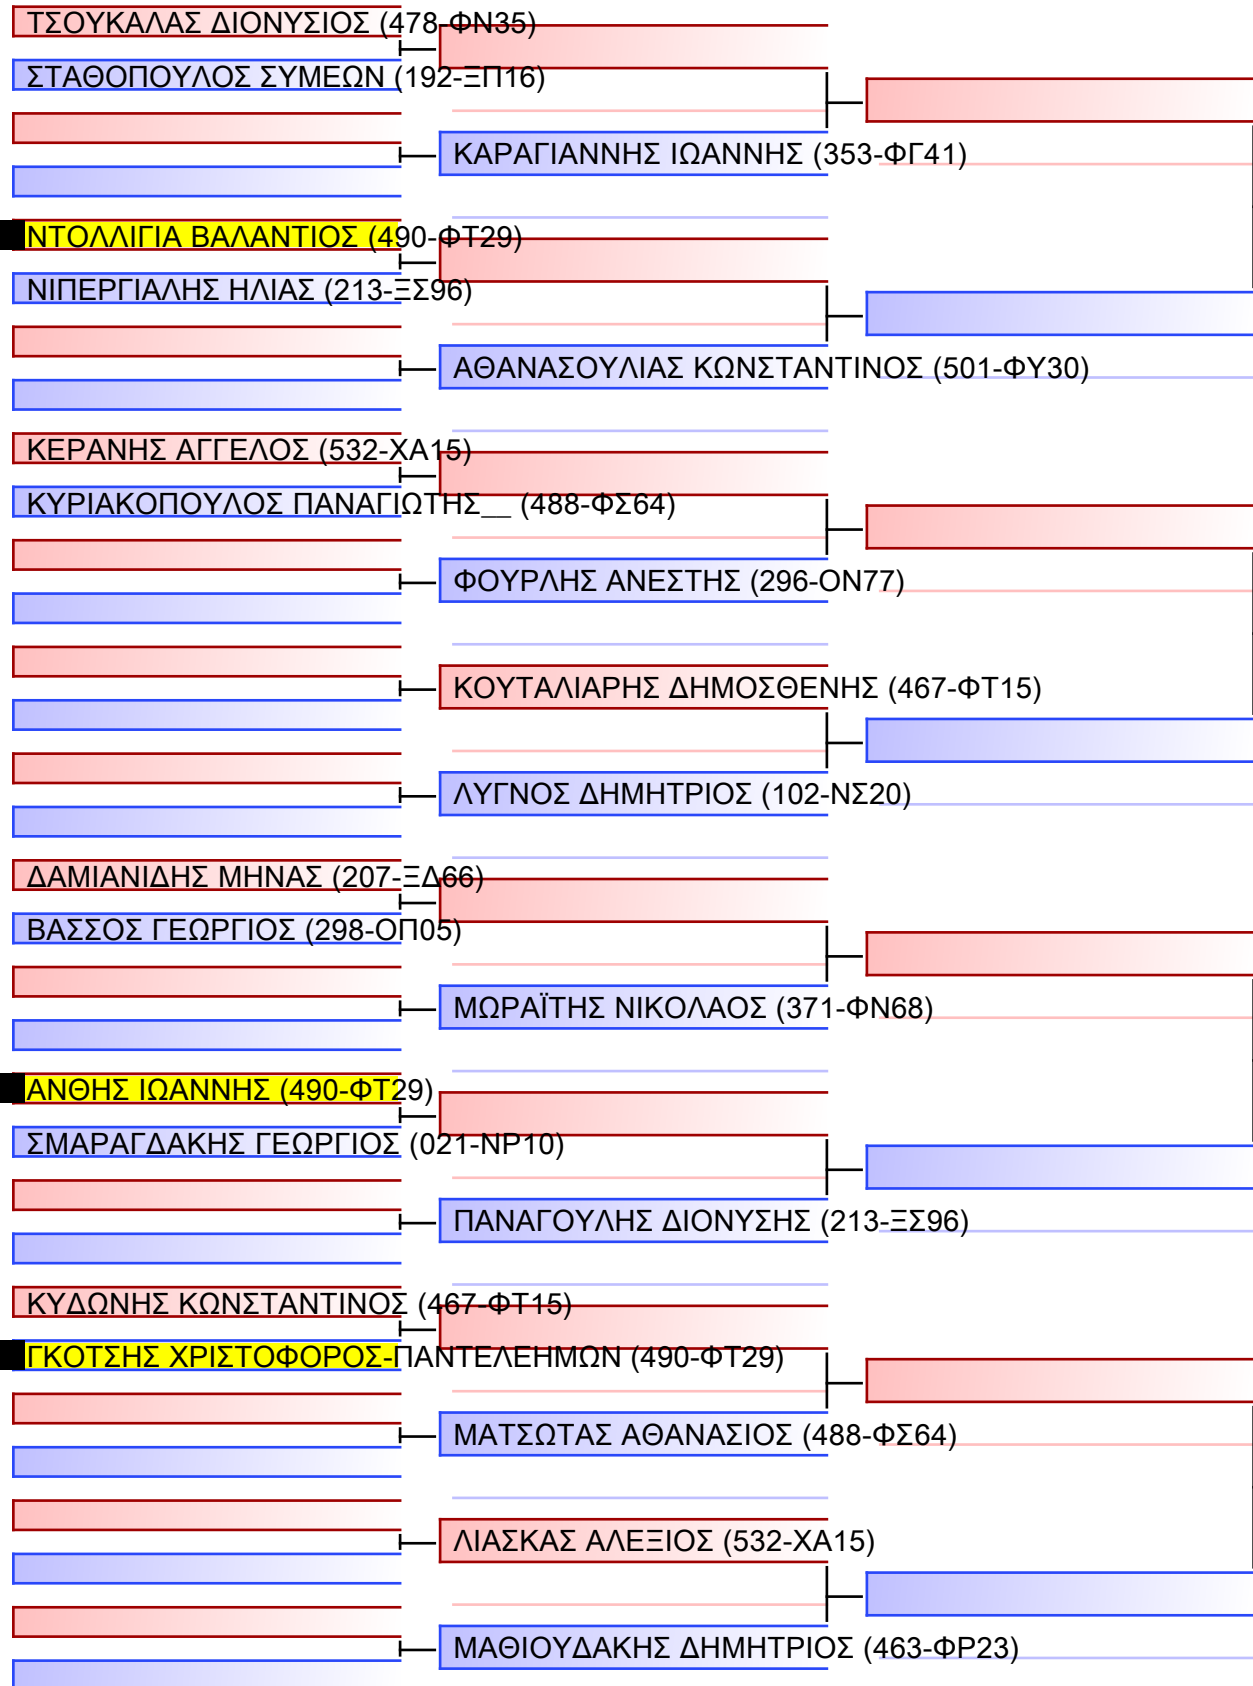 ΤΣΟΥΚΑΛΑΣ ΔΙΟΝΥΣΙΟΣ (478-ΦΝ35)
ΣΤΑΘΟΠΟΥΛΟΣ ΣΥΜΕΩΝ (192-ΞΠ16)
ΚΑΡΑΓΙΑΝΝΗΣ ΙΩΑΝΝΗΣ (353-ΦΓ41)
ΝΤΟΛΛΙΓΙΑ ΒΑΛΑΝΤΙΟΣ (490-ΦΤ29)
ΝΙΠΕΡΓΙΑΛΗΣ ΗΛΙΑΣ (213-ΞΣ96)
ΑΘΑΝΑΣΟΥΛΙΑΣ ΚΩΝΣΤΑΝΤΙΝΟΣ (501-ΦΥ30)
ΚΕΡΑΝΗΣ ΑΓΓΕΛΟΣ (532-ΧΑ15)
ΚΥΡΙΑΚΟΠΟΥΛΟΣ ΠΑΝΑΓΙΩΤΗΣ__ (488-ΦΣ64)
ΦΟΥΡΛΗΣ ΑΝΕΣΤΗΣ (296-ΟΝ77)
ΚΟΥΤΑΛΙΑΡΗΣ ΔΗΜΟΣΘΕΝΗΣ (467-ΦΤ15)
ΛΥΓΝΟΣ ΔΗΜΗΤΡΙΟΣ (102-ΝΣ20)
ΔΑΜΙΑΝΙΔΗΣ ΜΗΝΑΣ (207-ΞΔ66)
ΒΑΣΣΟΣ ΓΕΩΡΓΙΟΣ (298-ΟΠ05)
ΜΩΡΑΪΤΗΣ ΝΙΚΟΛΑΟΣ (371-ΦΝ68)
ΑΝΘΗΣ ΙΩΑΝΝΗΣ (490-ΦΤ29)
ΣΜΑΡΑΓΔΑΚΗΣ ΓΕΩΡΓΙΟΣ (021-ΝΡ10)
ΠΑΝΑΓΟΥΛΗΣ ΔΙΟΝΥΣΗΣ (213-ΞΣ96)
ΚΥΔΩΝΗΣ ΚΩΝΣΤΑΝΤΙΝΟΣ (467-ΦΤ15)
ΓΚΟΤΣΗΣ ΧΡΙΣΤΟΦΟΡΟΣ-ΠΑΝΤΕΛΕΗΜΩΝ (490-ΦΤ29)
ΜΑΤΣΩΤΑΣ ΑΘΑΝΑΣΙΟΣ (488-ΦΣ64)
ΛΙΑΣΚΑΣ ΑΛΕΞΙΟΣ (532-ΧΑ15)
ΜΑΘΙΟΥΔΑΚΗΣ ΔΗΜΗΤΡΙΟΣ (463-ΦΡ23)